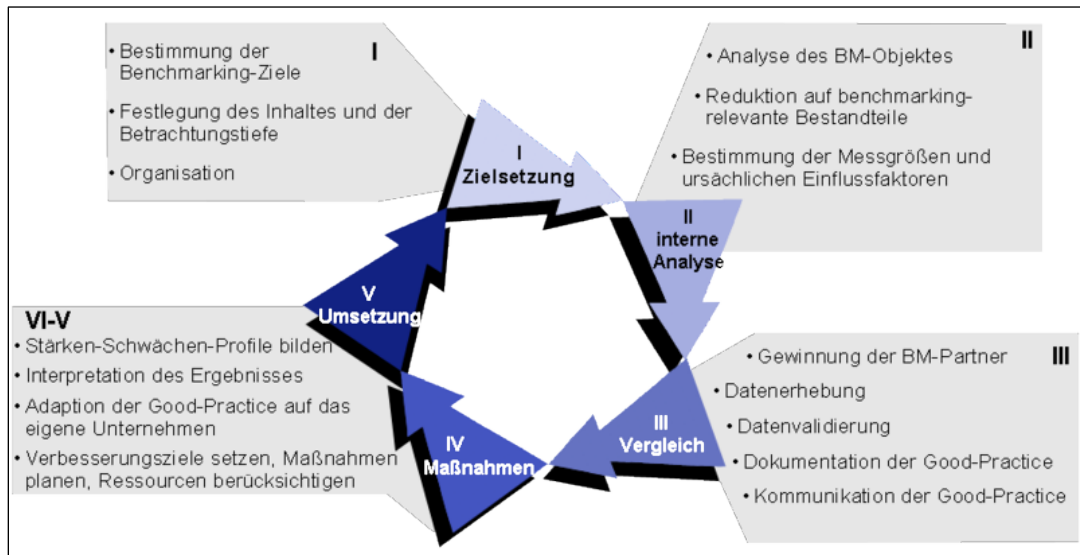 I
• Bestimmung der
Benchmarking-Ziele
• Festlegung des Inhaltes und der
Betrachtungstiefe
• Organisation
II
• Analyse des BM-Objektes
• Reduktion auf benchmarking-
relevante Bestandteile
• Bestimmung der Messgrößen und
ursächlichen Einflussfaktoren
I
Zielsetzung
II
interne
Analyse
III
Vergleich
IV
Maßnahmen
V
Umsetzung
III
• Gewinnung der BM-Partner
• Datenerhebung
• Datenvalidierung
• Dokumentation der Good-Practice
• Kommunikation der Good-Practice
VI-V
• Stärken-Schwächen-Profile bilden
• Interpretation des Ergebnisses
• Adaption der Good-Practice auf das
eigene Unternehmen
• Verbesserungsziele setzen, Maßnahmen
planen, Ressourcen berücksichtigen